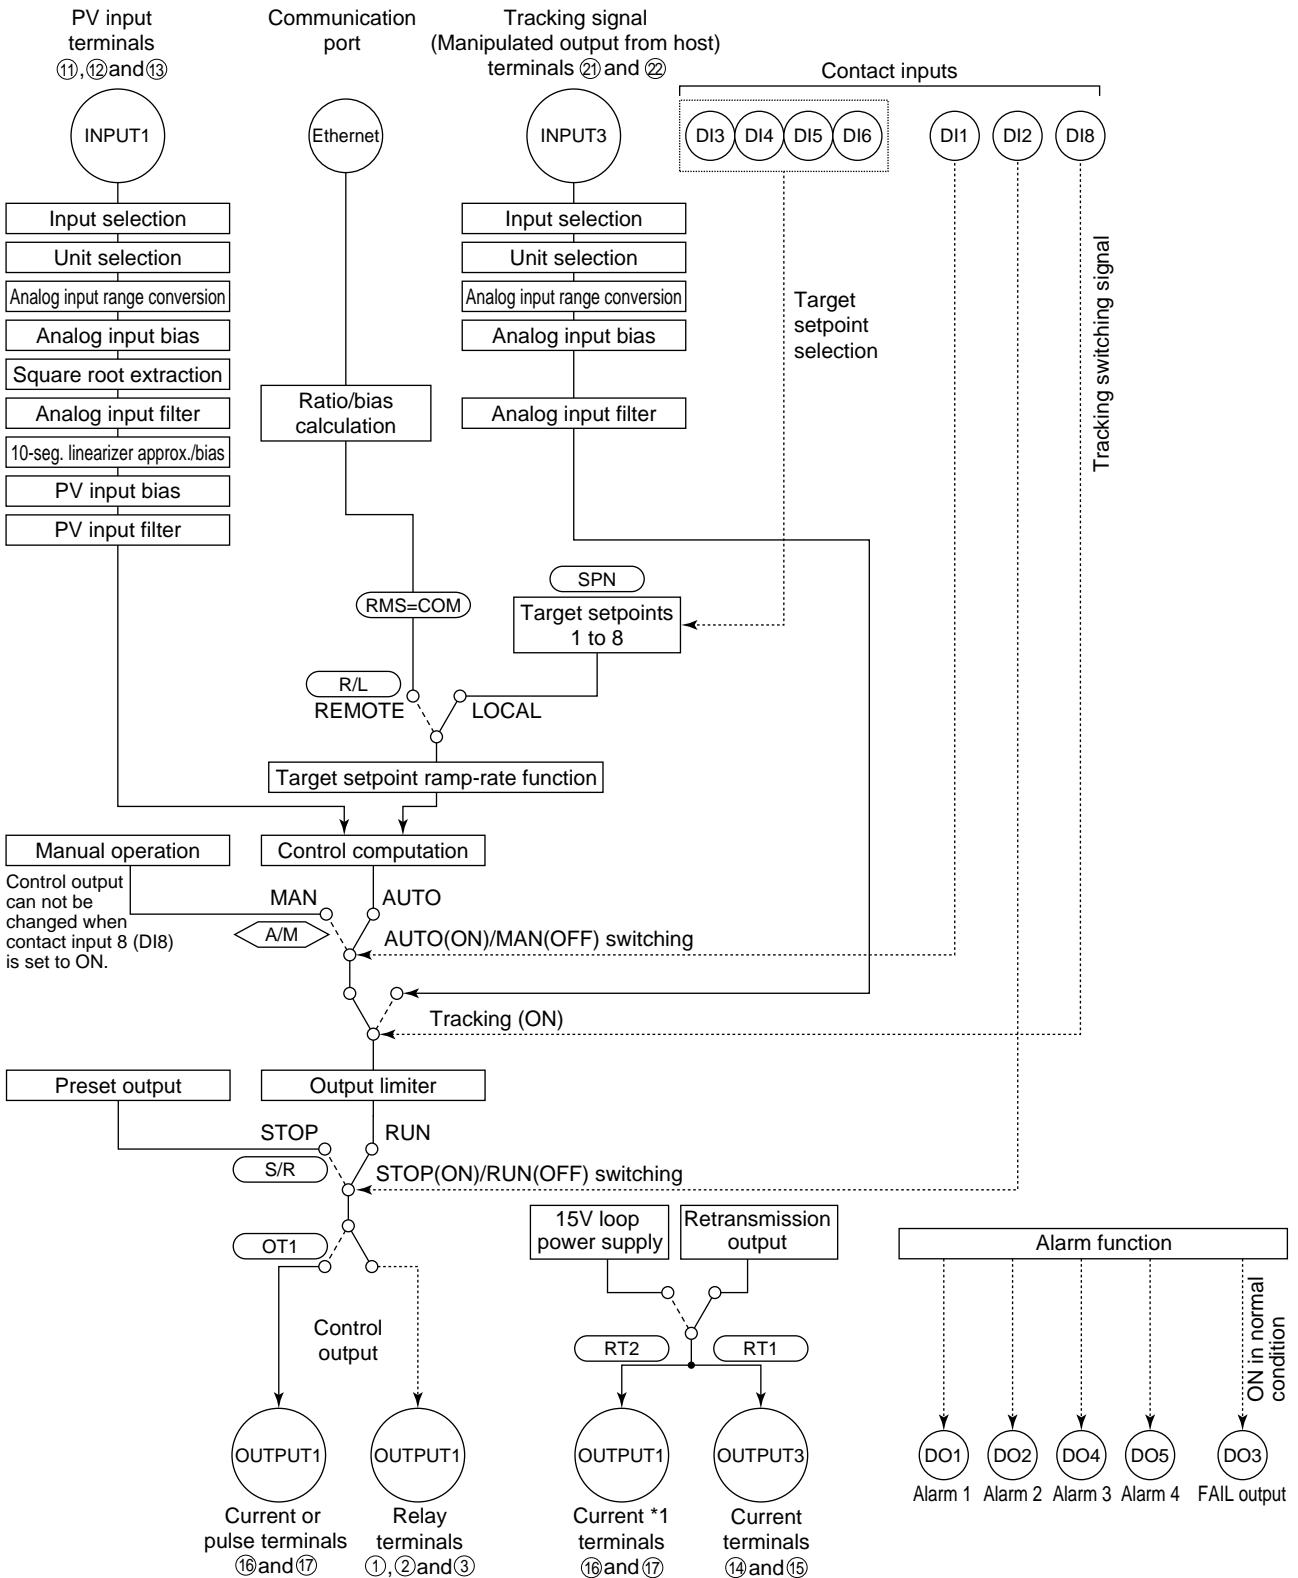 PV input
terminals
⑪,⑫and⑬
Communication
port
Tracking signal
(Manipulated output from host)
terminals ㉑ and ㉒
Contact inputs
INPUT1
Ethernet
INPUT3
DI3
DI4
DI5
DI6
DI1
DI2
DI8
Input selection
Unit selection
Analog input range conversion
Analog input bias
Square root extraction
Analog input filter
10-seg. linearizer approx./bias
PV input bias
PV input filter
Ratio/bias
calculation
Input selection
Unit selection
Analog input range conversion
Analog input bias
Analog input filter
Target
setpoint
selection
Tracking switching signal
SPN
RMS=COM
Target setpoints
1 to 8
R/L
REMOTE
LOCAL
Target setpoint ramp-rate function
Manual operation
Control computation
Control output
can not be
changed when
contact input 8 (DI8)
is set to ON.
MAN
AUTO
A/M
AUTO(ON)/MAN(OFF) switching
Tracking (ON)
Preset output
Output limiter
STOP
RUN
S/R
STOP(ON)/RUN(OFF) switching
OT1
Control
output
15V loop
power supply
Retransmission
output
RT2
RT1
Alarm function
ON in normal
condition
OUTPUT1
OUTPUT1
OUTPUT1
OUTPUT3
DO1
DO2
DO4
DO5
DO3
Alarm 1
Alarm 2
Alarm 3
Alarm 4
FAIL output
Current or
pulse terminals
⑯and⑰
Relay
terminals
①,②and③
Current *1
terminals
⑯and⑰
Current
terminals
⑭and⑮